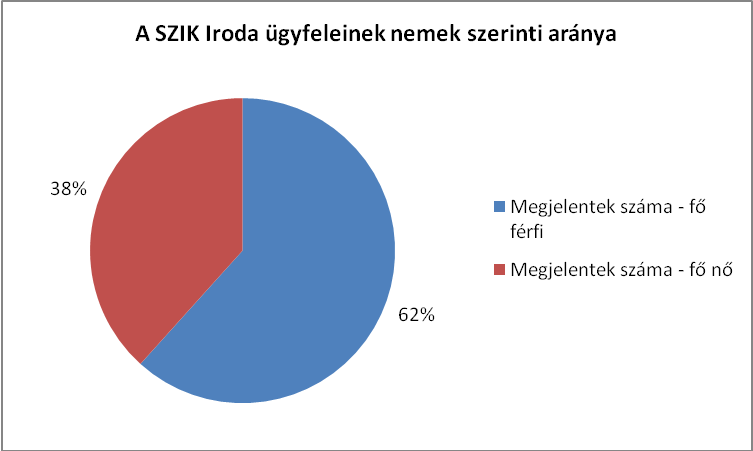 A SZIK Iroda ügyfeleinek nemek szerinti aránya
38%
62%
Megjelentek száma - fő
férfi
Megjelentek száma - fő nő